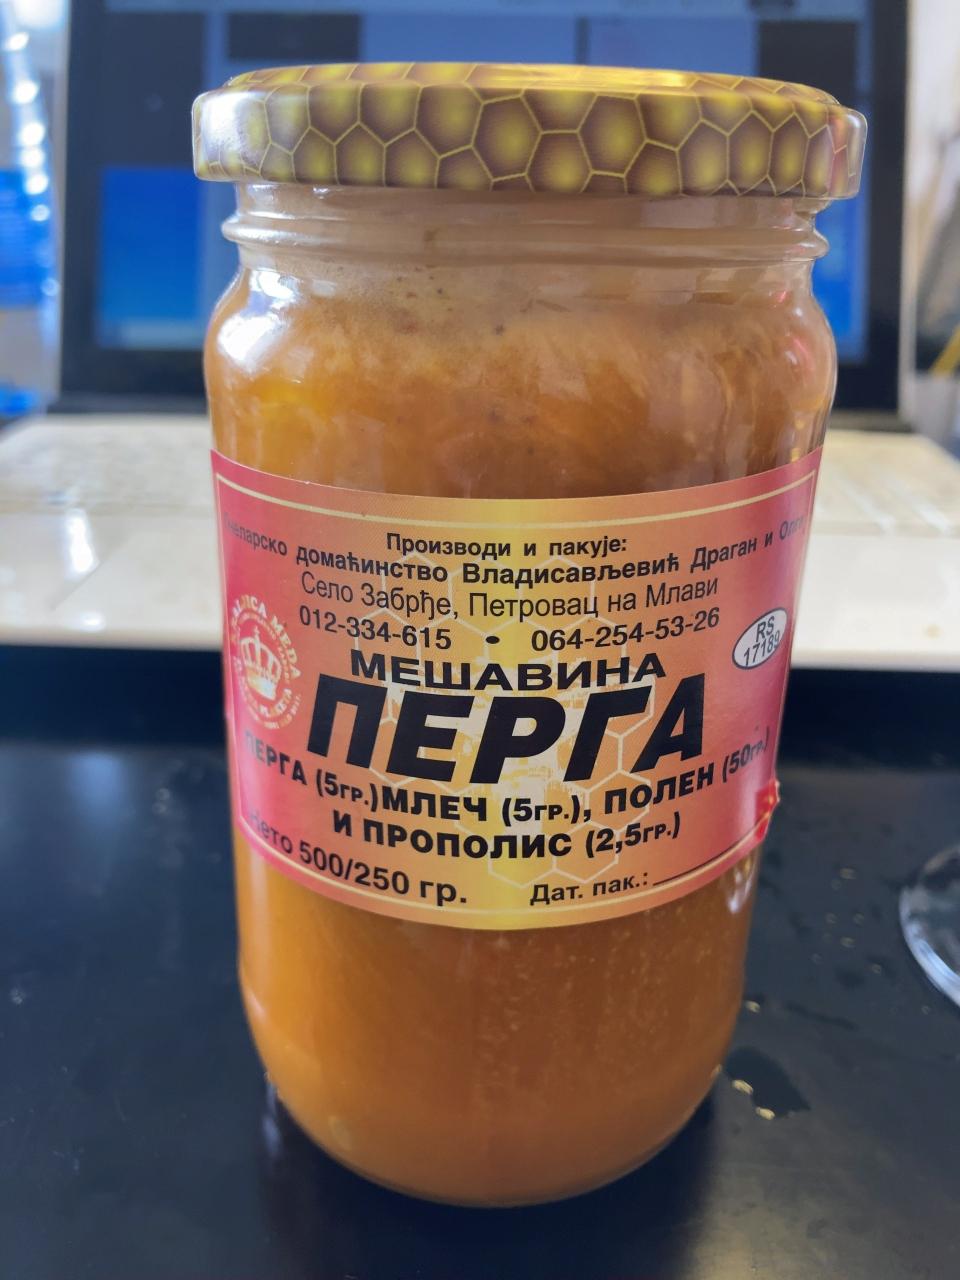 Производи и пакује:
домаћинство Владисављевић Драган и
Село Забрђе, Петровац на Млави
012-334-615 • 064-254-53-26
RS
17189
МЕШАВИНА
ПЕРГА
ПЕРГА (5гр.)МЛЕЧ (5гр.), ПОЛЕН (50гр.)
И ПРОПОЛИС (2,5гр.)
Нето 500/250 гр.
Дат. пак.: